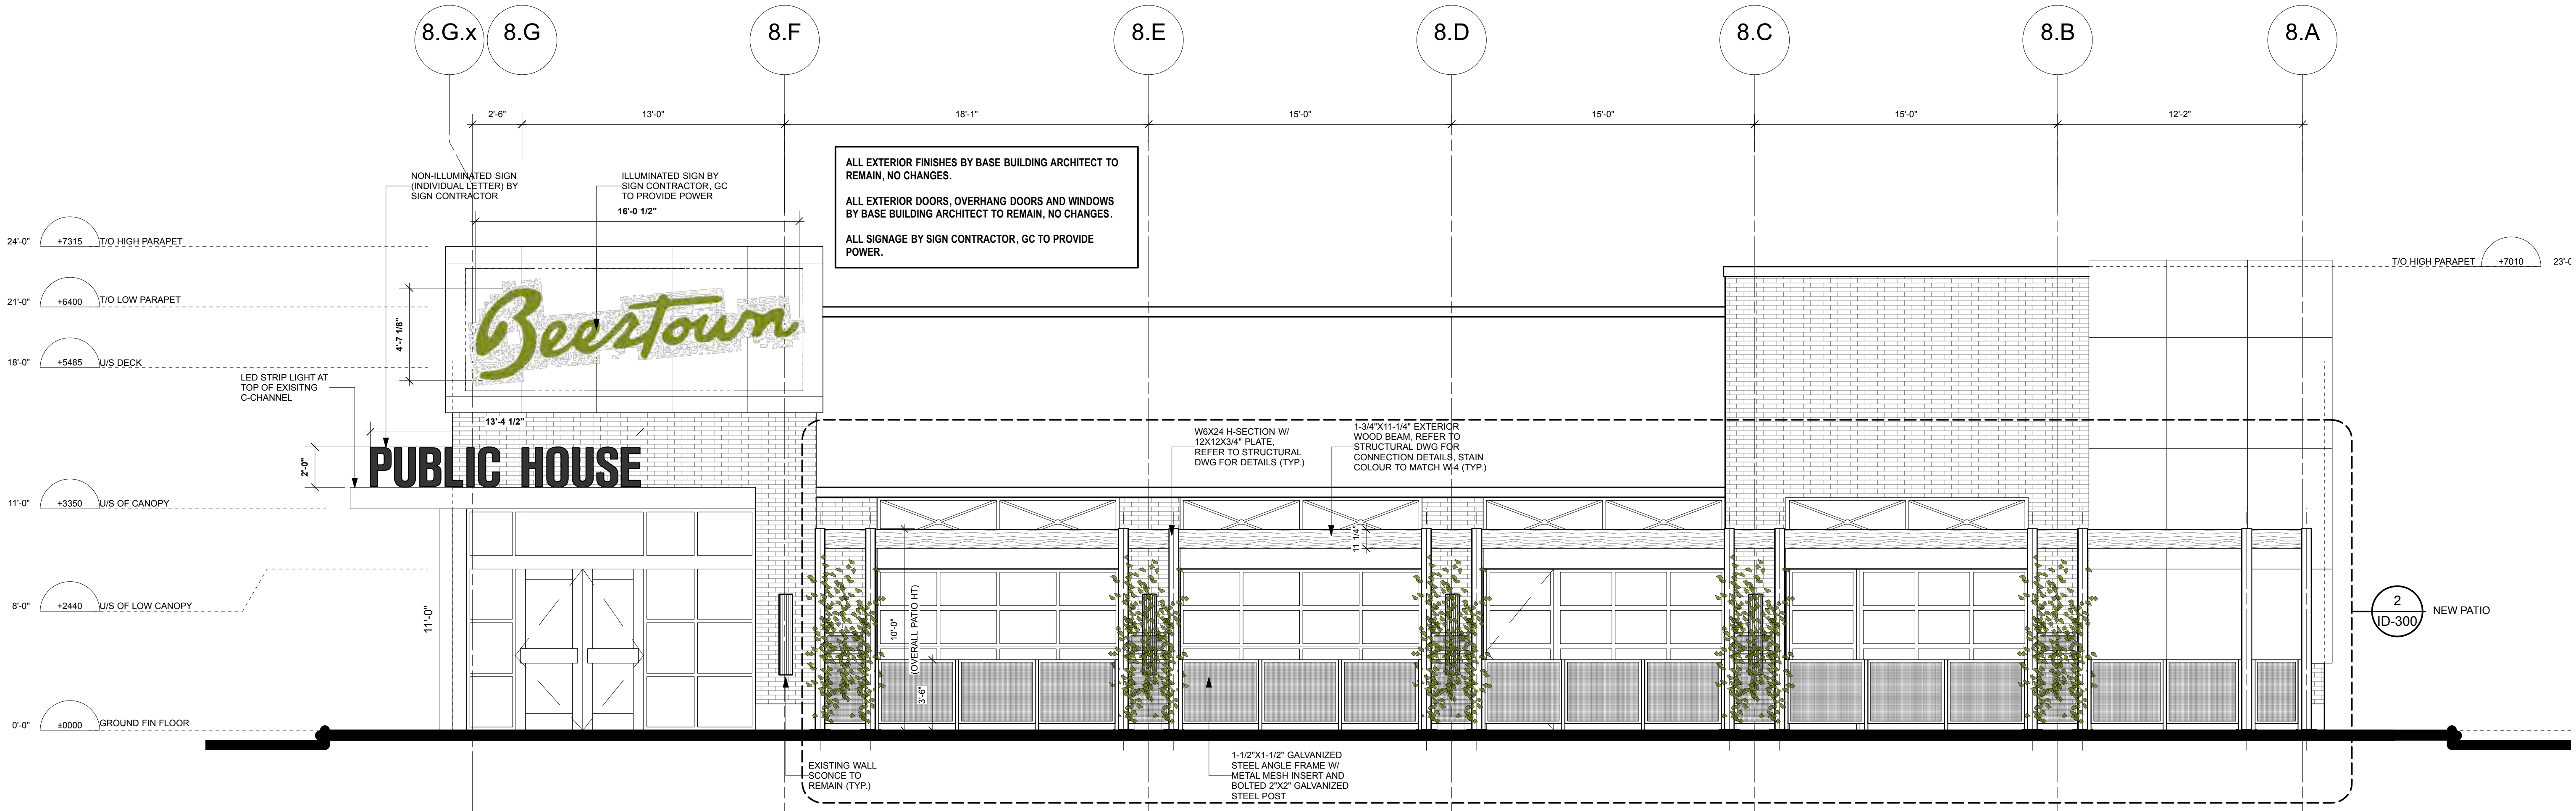 8.G.x
8.G
8.F
8.E
8.D
8.C
8.B
8.A
2'-6"
13'-0"
18'-1"
15'-0"
15'-0"
15'-0"
12'-2"
ALL EXTERIOR FINISHES BY BASE BUILDING ARCHITECT TO
REMAIN, NO CHANGES.
ALL EXTERIOR DOORS, OVERHANG DOORS AND WINDOWS
BY BASE BUILDING ARCHITECT TO REMAIN, NO CHANGES.
ALL SIGNAGE BY SIGN CONTRACTOR, GC TO PROVIDE
POWER.
NON-ILLUMINATED SIGN
(INDIVIDUAL LETTER) BY
SIGN CONTRACTOR
ILLUMINATED SIGN BY
SIGN CONTRACTOR, GC
TO PROVIDE POWER
16'-0 1/2"
24'-0"
+7315
T/O HIGH PARAPET
T/O HIGH PARAPET
+7010
21'-0"
+6400
T/O LOW PARAPET
Beertown
4'-7 1/8"
18'-0"
+5485
U/S DECK
LED STRIP LIGHT AT
TOP OF EXISITNG
C-CHANNEL
13'-4 1/2"
2'-0"
PUBLIC HOUSE
W6X24 H-SECTION W/
12X12X3/4" PLATE,
REFER TO STRUCTURAL
DWG FOR DETAILS (TYP.)
1-3/4"X11-1/4" EXTERIOR
WOOD BEAM, REFER TO
STRUCTURAL DWG FOR
CONNECTION DETAILS, STAIN
COLOUR TO MATCH W-4 (TYP.)
11'-0"
+3350
U/S OF CANOPY
11 1/4"
8'-0"
+2440
U/S OF LOW CANOPY
11'-0"
10'-0"
(OVERALL PATIO HT)
3'-6"
2
ID-300
NEW PATIO
0'-0"
±0000
GROUND FIN FLOOR
EXISTING WALL
SCONCE TO
REMAIN (TYP.)
1-1/2"X1-1/2" GALVANIZED
STEEL ANGLE FRAME W/
METAL MESH INSERT AND
BOLTED 2"X2" GALVANIZED
STEEL POST